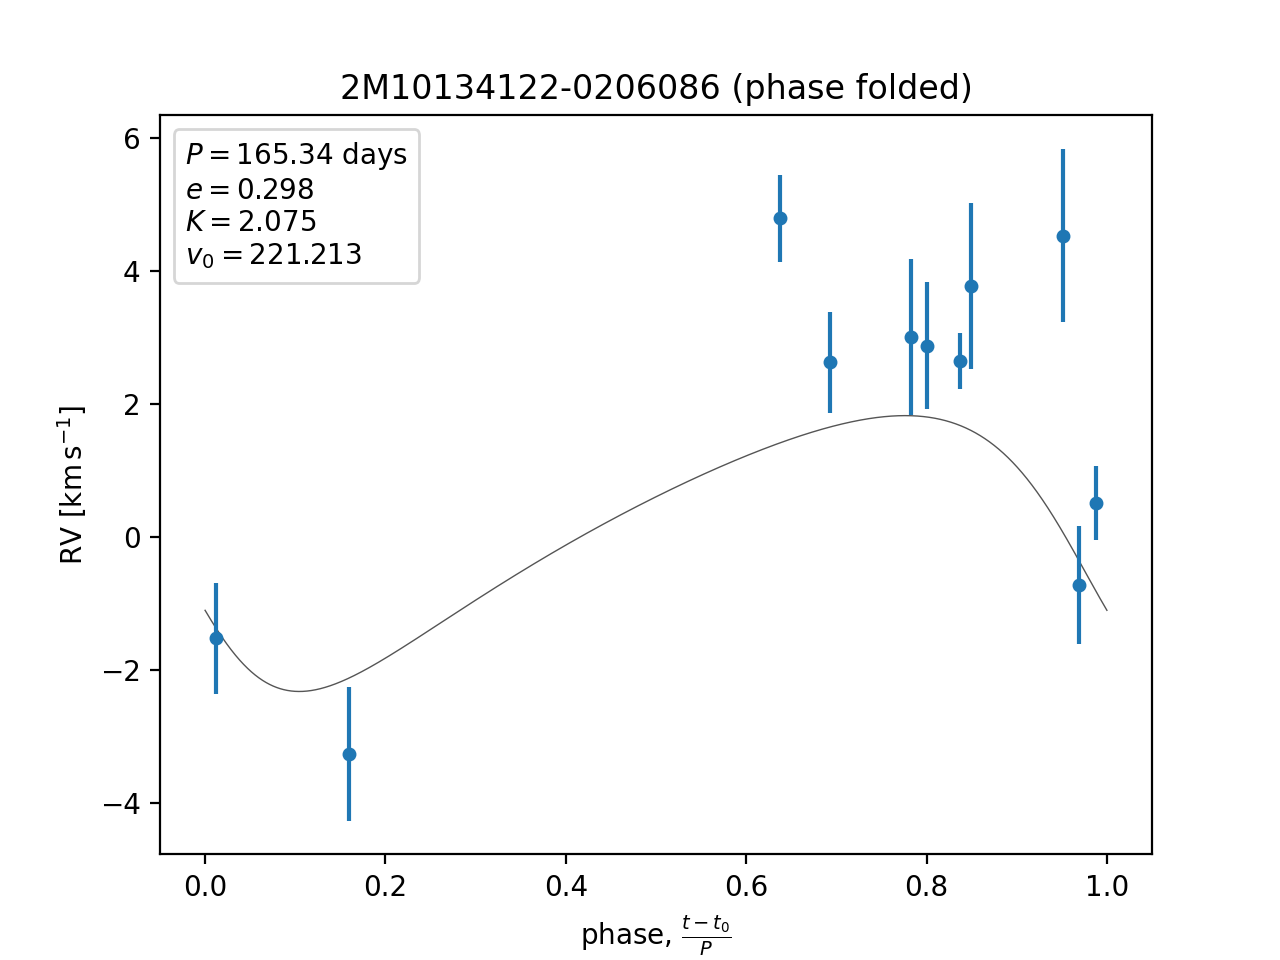 2M10134122-0206086 (phase folded)
P = 165.34 days
e = 0.298
K = 2.075
v₀ = 221.213
6
4
2
0
−2
−4
RV [km s⁻¹]
0.0 0.2 0.4 0.6 0.8 1.0
phase, (t − t₀)/P